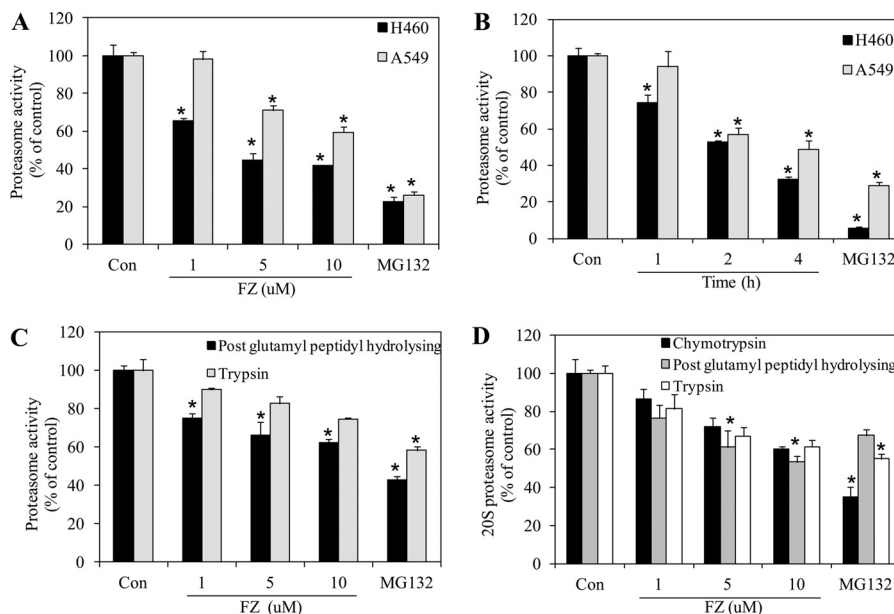 A
Proteasome activity
(% of control)
120
100
80
60
40
20
0
H460
A549
*
*
*
*
*
*
*
Con
1
5
10
MG132
FZ (uM)
B
Proteasome activity
(% of control)
120
100
80
60
40
20
0
H460
A549
*
*
*
*
*
*
*
Con
1
2
4
MG132
Time (h)
C
Proteasome activity
(% of control)
120
100
80
60
40
20
0
Post glutamyl peptidyl hydrolysing
Trypsin
*
*
*
*
*
Con
1
5
10
MG132
FZ (uM)
D
20S proteasome activity
(% of control)
120
100
80
60
40
20
0
Chymotrypsin
Post glutamyl peptidyl hydrolysing
Trypsin
*
*
*
*
Con
1
5
10
MG132
FZ (uM)